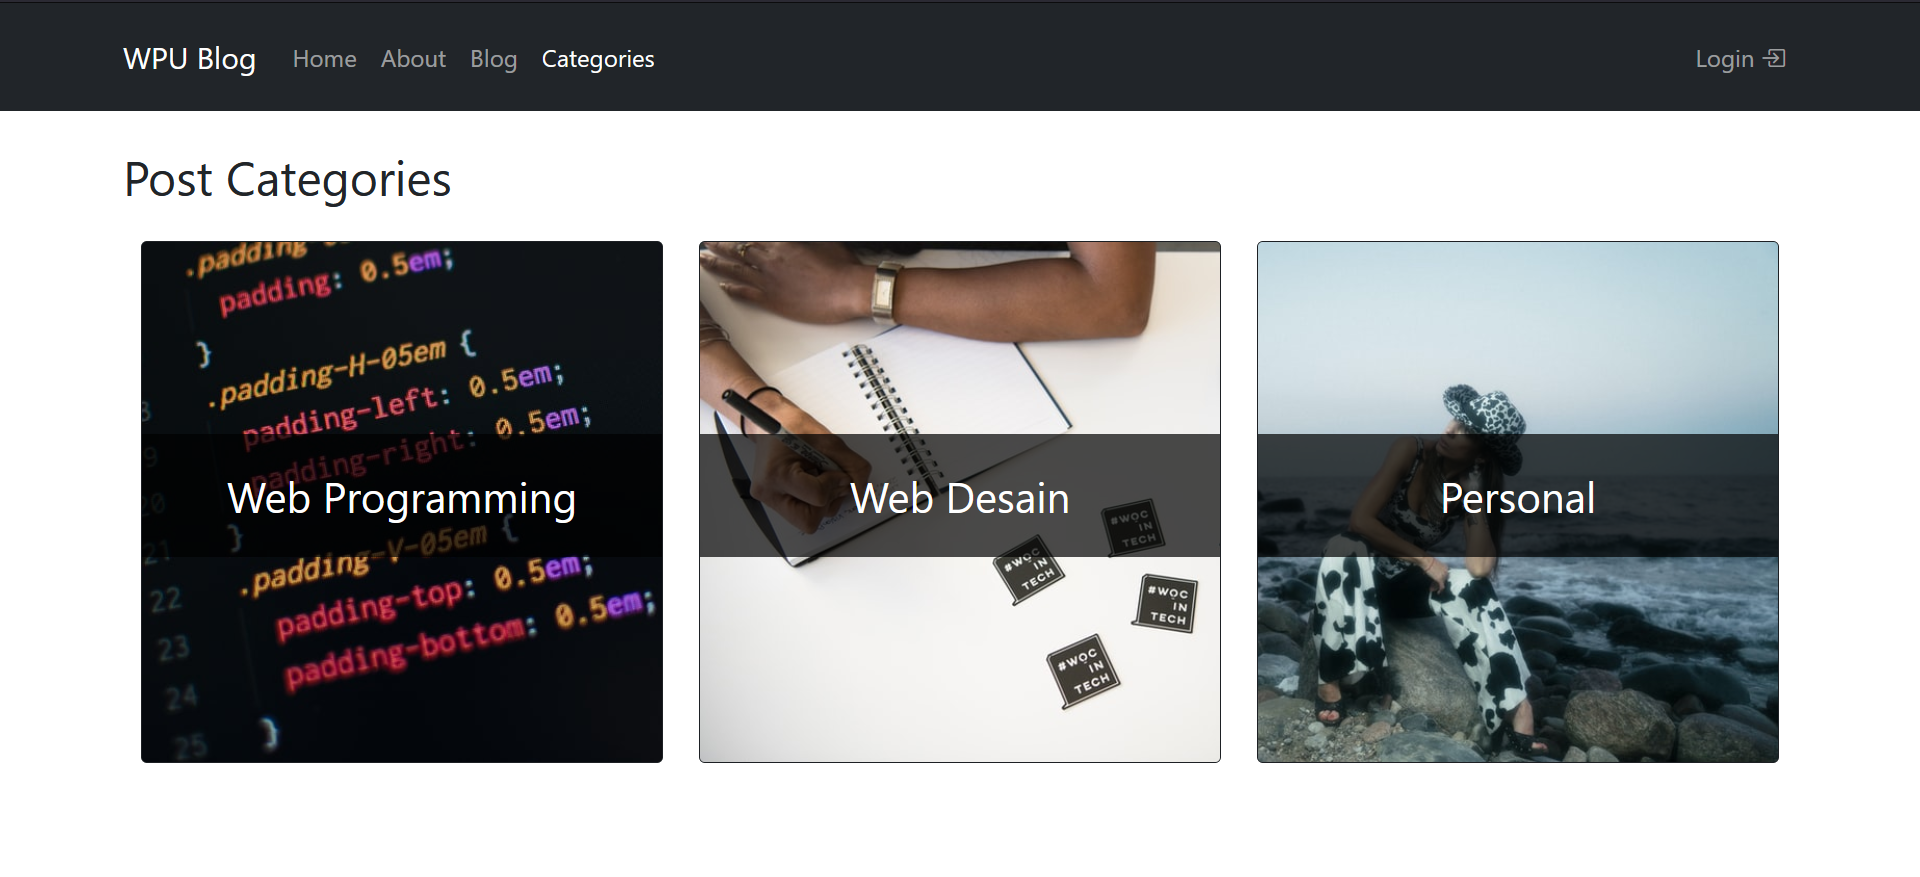 WPU Blog Home About Blog Categories Login
Post Categories
.padding
padding: 0.5em;
}
.padding-H-05em {
padding-left: 0.5em;
padding-right: 0.5em;
Web Programming
}
.padding-V-05em {
padding-top: 0.5em;
padding-bottom: 0.5em;
}
20
21
22
23
24
25
Web Desain
#WOC
IN
TECH
#WOC
IN
TECH
#WOC
IN
TECH
#WOC
IN
TECH
Personal